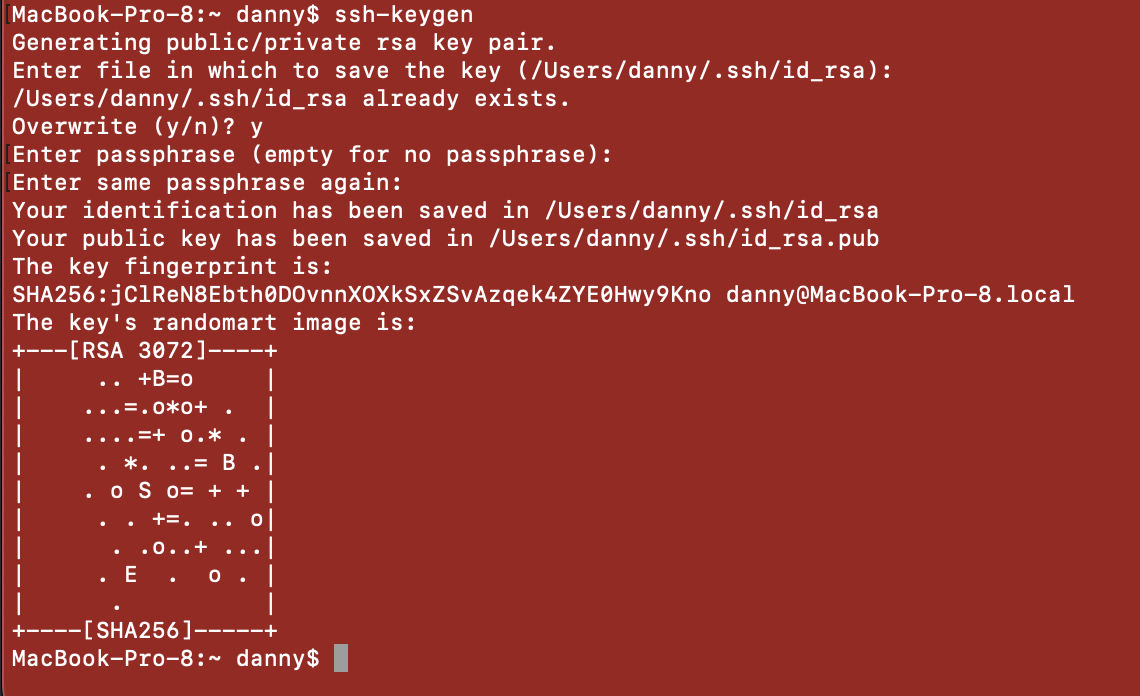 MacBook-Pro-8:~ danny$ ssh-keygen
Generating public/private rsa key pair.
Enter file in which to save the key (/Users/danny/.ssh/id_rsa):
/Users/danny/.ssh/id_rsa already exists.
Overwrite (y/n)? y
Enter passphrase (empty for no passphrase):
Enter same passphrase again:
Your identification has been saved in /Users/danny/.ssh/id_rsa
Your public key has been saved in /Users/danny/.ssh/id_rsa.pub
The key fingerprint is:
SHA256:jClReN8Ebth0DOvnnXOXkSxZSvAzqek4ZYE0Hwy9Kno danny@MacBook-Pro-8.local
The key's randomart image is:
+---[RSA 3072]----+
|     .. +B=o     |
|    ...=.o*o+ .  |
|    ....=+ o.* . |
|     . *. ..= B .|
|    . o S o= + + |
|     . . +=. .. o|
|      . .o..+ ...|
|     . E  .  o . |
|      .          |
+----[SHA256]-----+
MacBook-Pro-8:~ danny$